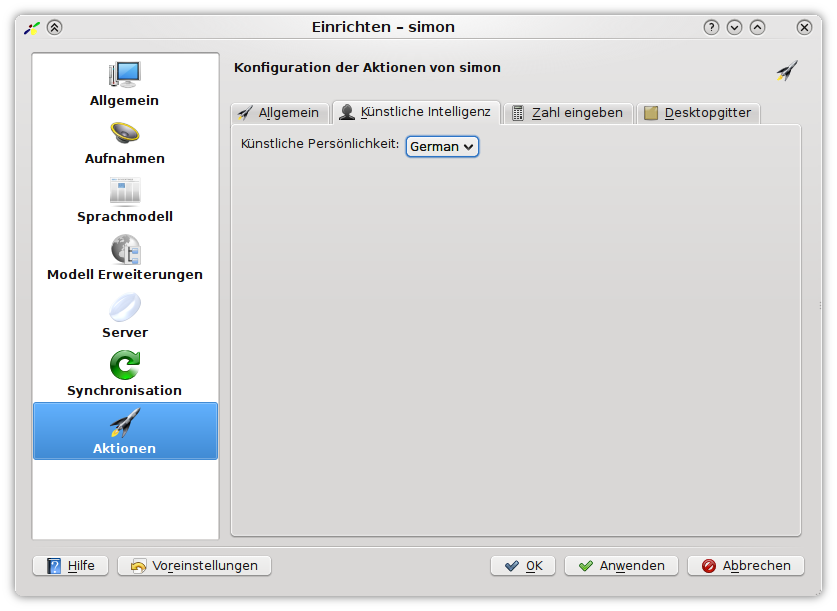 Einrichten – simon
Allgemein
Aufnahmen
Sprachmodell
Modell Erweiterungen
Server
Synchronisation
Aktionen
Konfiguration der Aktionen von simon
Allgemein Künstliche Intelligenz Zahl eingeben Desktopgitter
Künstliche Persönlichkeit: German
Hilfe Voreinstellungen OK Anwenden Abbrechen